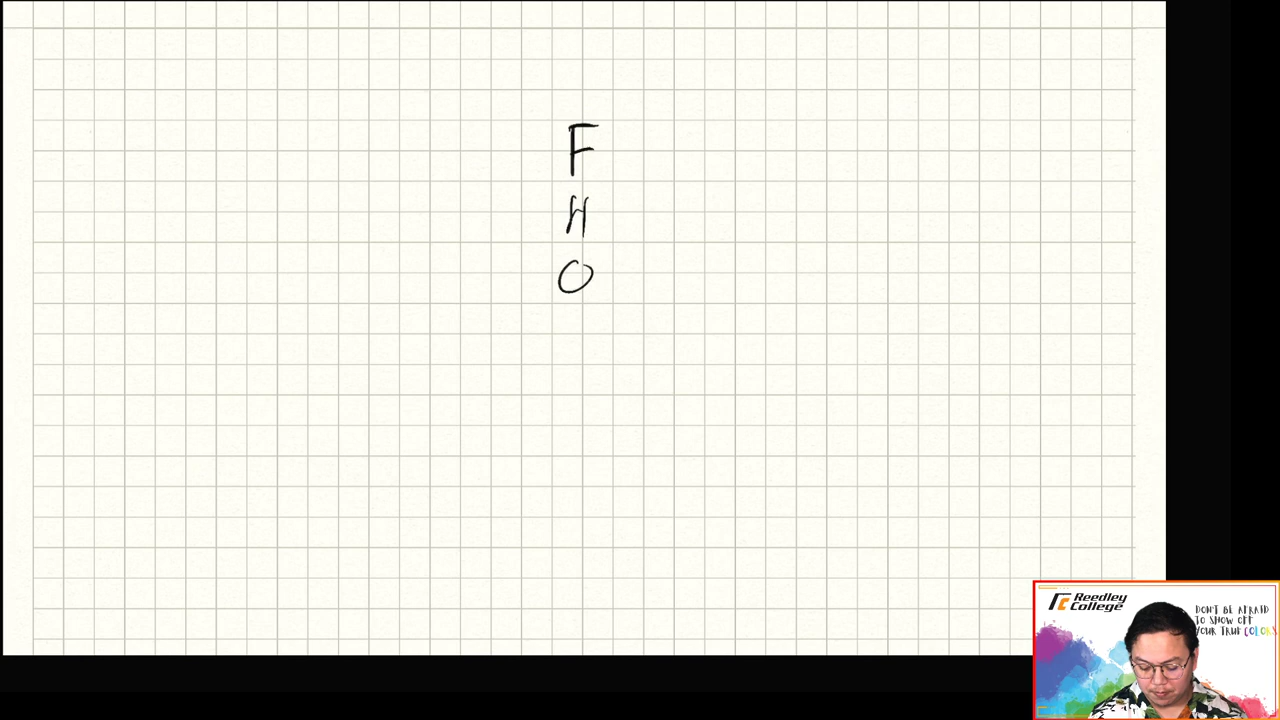 F
H
O
Reedley
College
DON'T BE AFRAID
TO SHOW OFF
YOUR TRUE COLORS